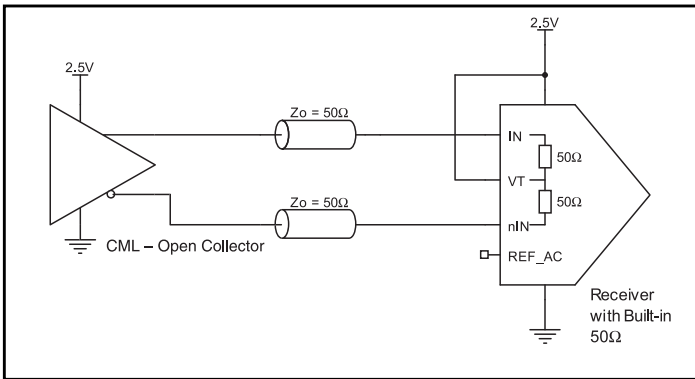 2.5V
2.5V
Zo = 50Ω
IN
50Ω
VT
50Ω
Zo = 50Ω
nIN
REF_AC
CML – Open Collector
Receiver
with Built-in
50Ω